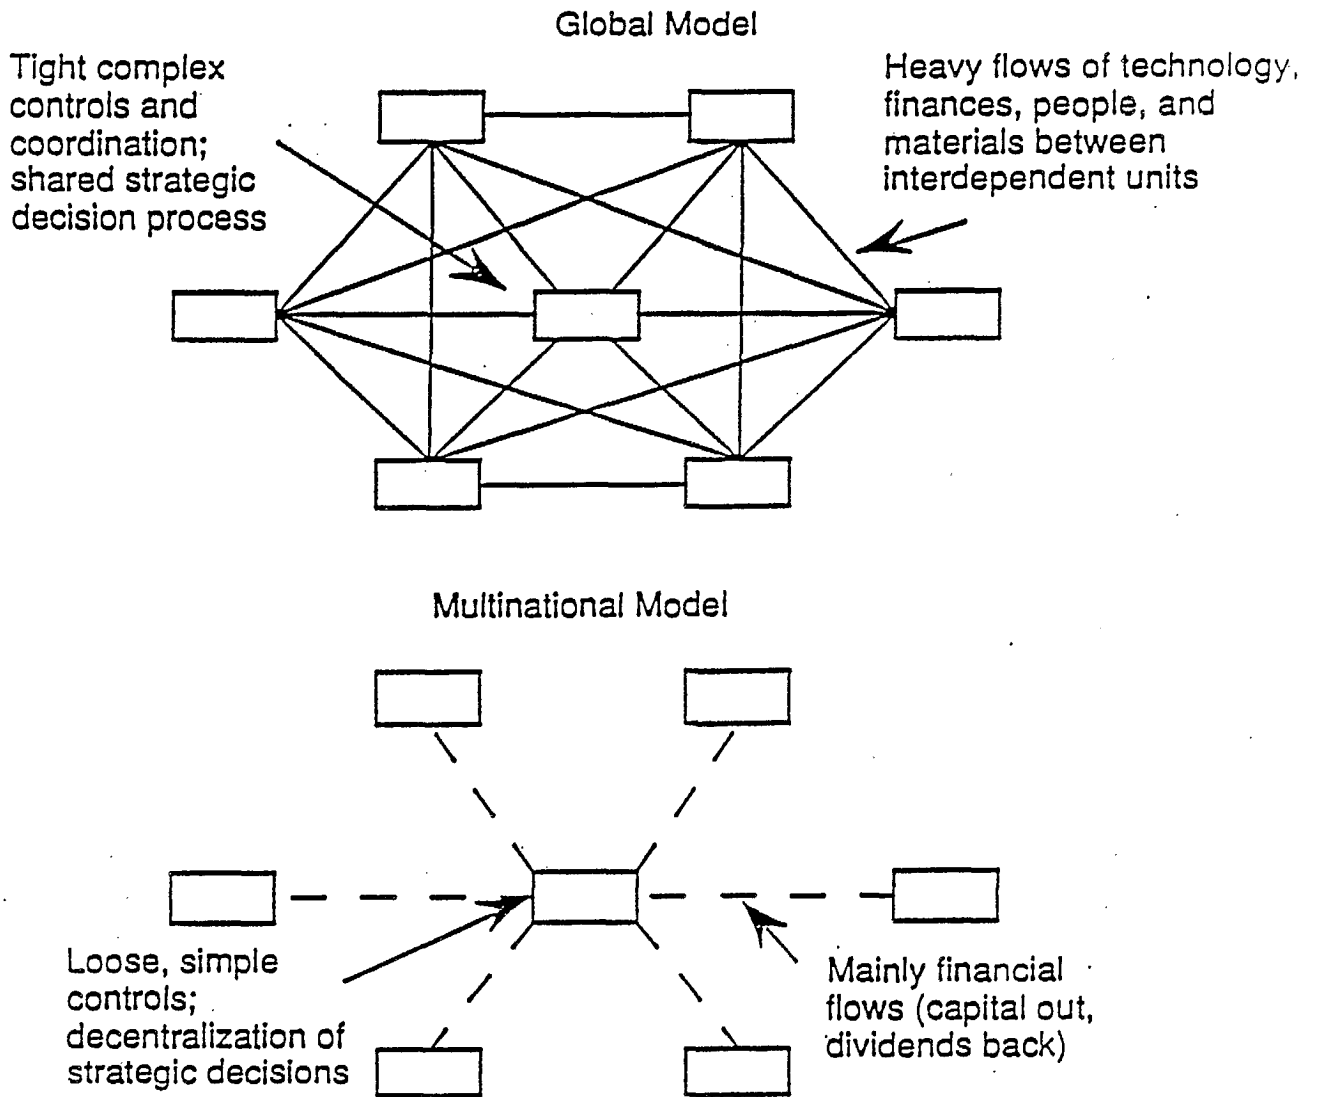 Global Model
Tight complex
controls and
coordination;
shared strategic
decision process
Heavy flows of technology,
finances, people, and
materials between
interdependent units
Multinational Model
Loose, simple
controls;
decentralization of
strategic decisions
Mainly financial
flows (capital out,
dividends back)